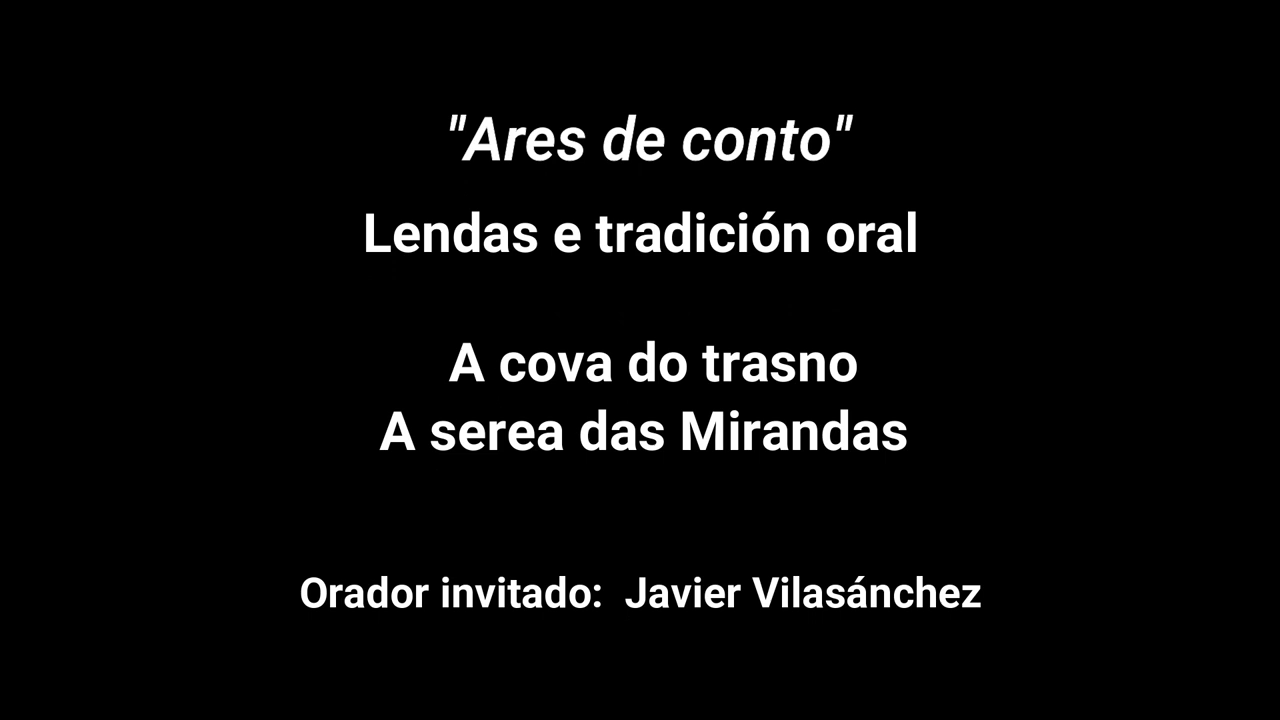 "Ares de conto"
Lendas e tradición oral
A cova do trasno
A serea das Mirandas
Orador invitado: Javier Vilasánchez